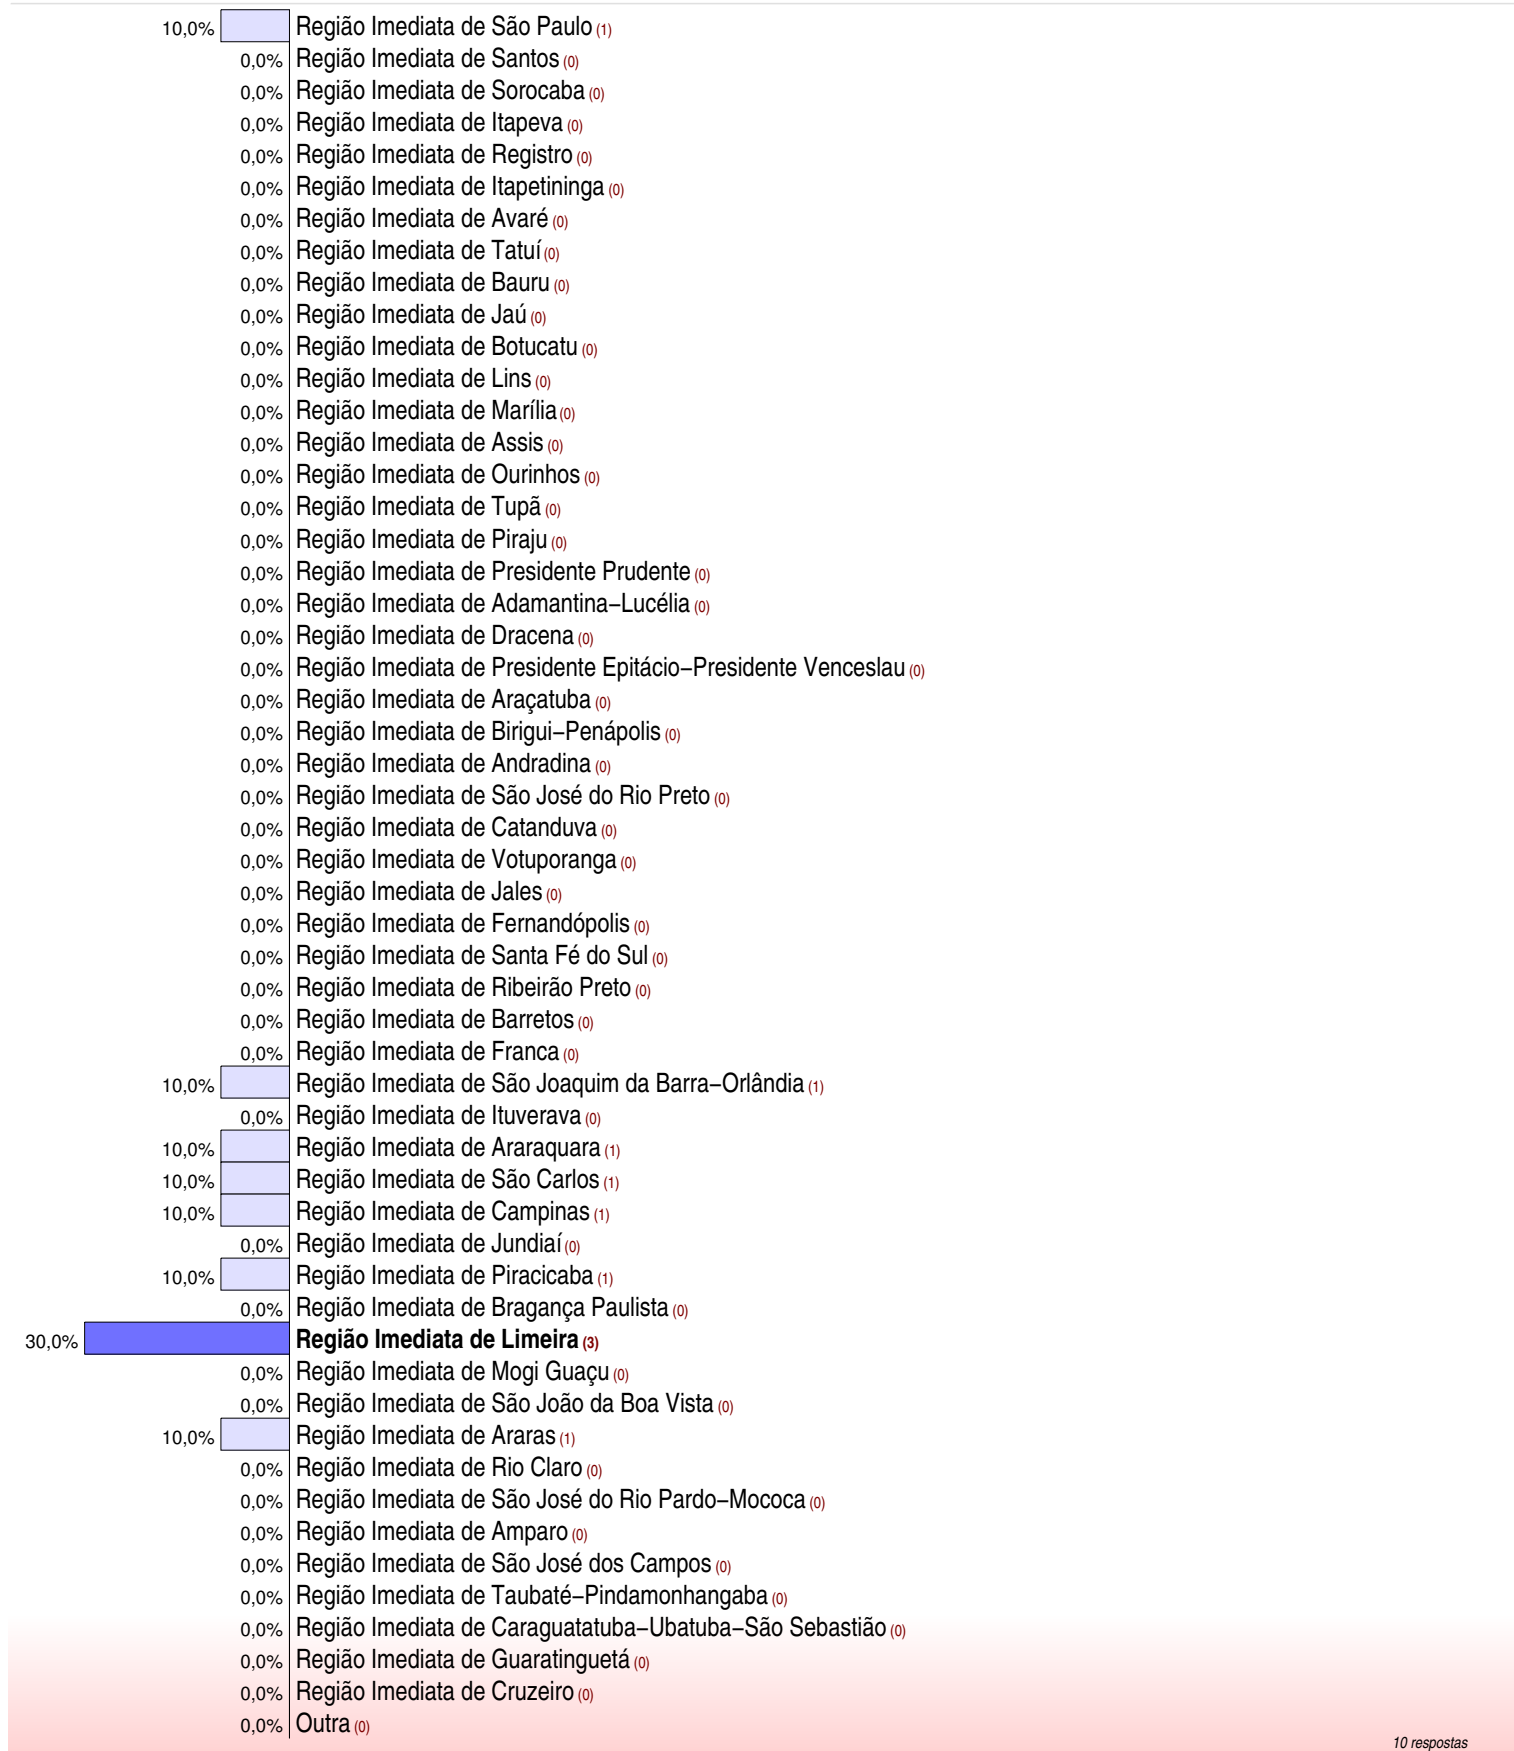 10,0% Região Imediata de São Paulo (1)
0,0% Região Imediata de Santos (0)
0,0% Região Imediata de Sorocaba (0)
0,0% Região Imediata de Itapeva (0)
0,0% Região Imediata de Registro (0)
0,0% Região Imediata de Itapetininga (0)
0,0% Região Imediata de Avaré (0)
0,0% Região Imediata de Tatuí (0)
0,0% Região Imediata de Bauru (0)
0,0% Região Imediata de Jaú (0)
0,0% Região Imediata de Botucatu (0)
0,0% Região Imediata de Lins (0)
0,0% Região Imediata de Marília (0)
0,0% Região Imediata de Assis (0)
0,0% Região Imediata de Ourinhos (0)
0,0% Região Imediata de Tupã (0)
0,0% Região Imediata de Piraju (0)
0,0% Região Imediata de Presidente Prudente (0)
0,0% Região Imediata de Adamantina–Lucélia (0)
0,0% Região Imediata de Dracena (0)
0,0% Região Imediata de Presidente Epitácio–Presidente Venceslau (0)
0,0% Região Imediata de Araçatuba (0)
0,0% Região Imediata de Birigui–Penápolis (0)
0,0% Região Imediata de Andradina (0)
0,0% Região Imediata de São José do Rio Preto (0)
0,0% Região Imediata de Catanduva (0)
0,0% Região Imediata de Votuporanga (0)
0,0% Região Imediata de Jales (0)
0,0% Região Imediata de Fernandópolis (0)
0,0% Região Imediata de Santa Fé do Sul (0)
0,0% Região Imediata de Ribeirão Preto (0)
0,0% Região Imediata de Barretos (0)
0,0% Região Imediata de Franca (0)
10,0% Região Imediata de São Joaquim da Barra–Orlândia (1)
0,0% Região Imediata de Ituverava (0)
10,0% Região Imediata de Araraquara (1)
10,0% Região Imediata de São Carlos (1)
10,0% Região Imediata de Campinas (1)
0,0% Região Imediata de Jundiaí (0)
10,0% Região Imediata de Piracicaba (1)
0,0% Região Imediata de Bragança Paulista (0)
30,0% Região Imediata de Limeira (3)
0,0% Região Imediata de Mogi Guaçu (0)
0,0% Região Imediata de São João da Boa Vista (0)
10,0% Região Imediata de Araras (1)
0,0% Região Imediata de Rio Claro (0)
0,0% Região Imediata de São José do Rio Pardo–Mococa (0)
0,0% Região Imediata de Amparo (0)
0,0% Região Imediata de São José dos Campos (0)
0,0% Região Imediata de Taubaté–Pindamonhangaba (0)
0,0% Região Imediata de Caraguatatuba–Ubatuba–São Sebastião (0)
0,0% Região Imediata de Guaratinguetá (0)
0,0% Região Imediata de Cruzeiro (0)
0,0% Outra (0)
10 respostas